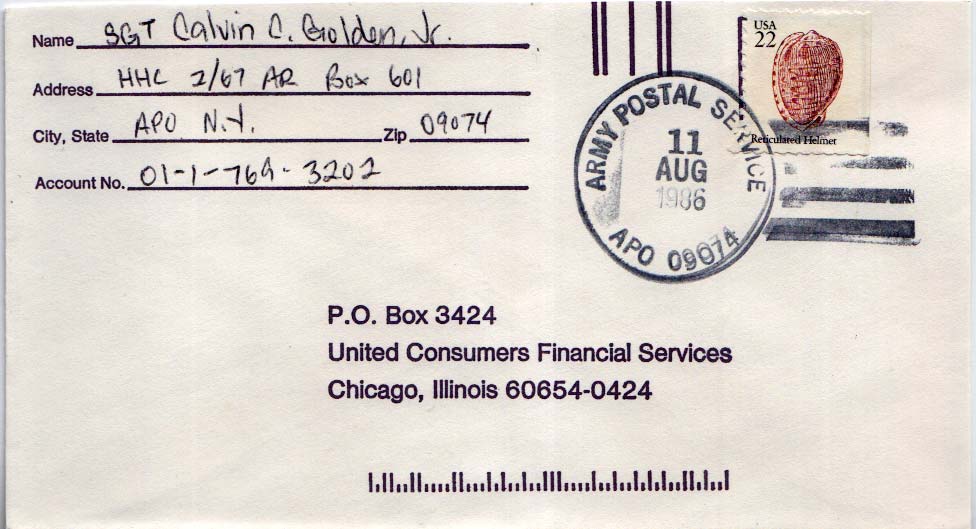 Name SGT Calvin C. Golden, Jr.
Address HHC 2/67 AR Box 601
City, State APO N.Y. Zip 09074
Account No. 01-1-769-3202
USA
22
Reticulated Helmet
ARMY POSTAL SERVICE
11
AUG
1986
APO 09074
P.O. Box 3424
United Consumers Financial Services
Chicago, Illinois 60654-0424